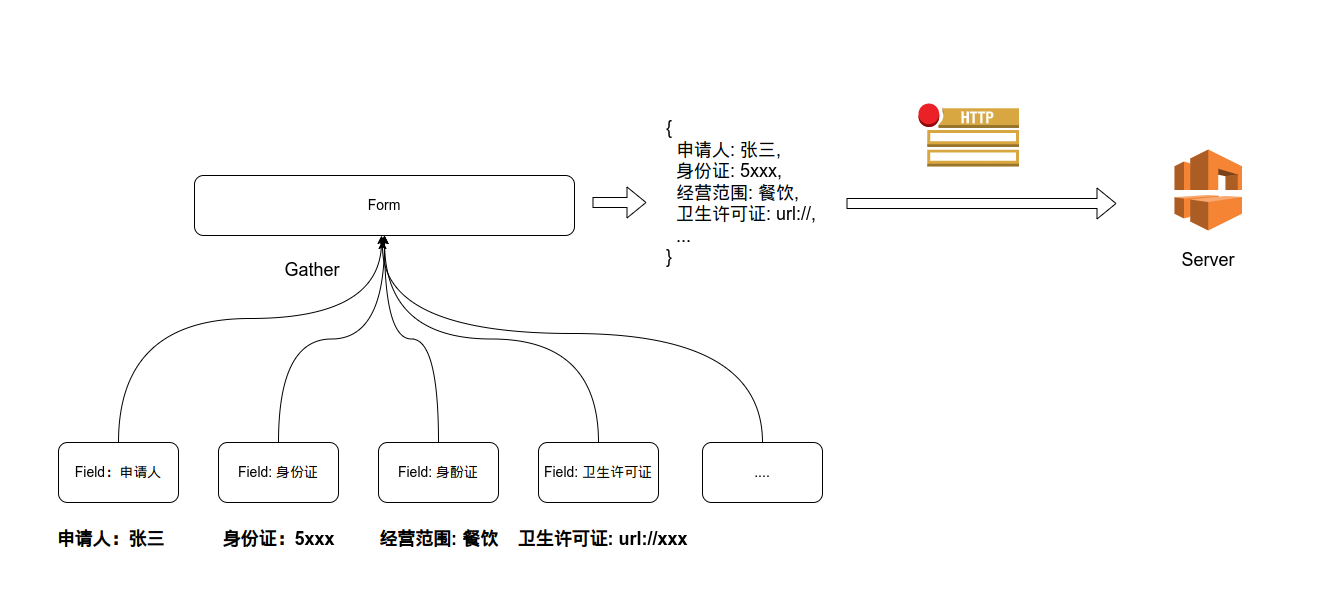 HTTP
{
申请人: 张三,
身份证: 5xxx,
经营范围: 餐饮,
卫生许可证: url://,
...
}
Form
Server
Gather
Field：申请人
Field: 身份证
Field: 身酚证
Field: 卫生许可证
....
申请人：张三
身份证：5xxx
经营范围: 餐饮
卫生许可证: url://xxx